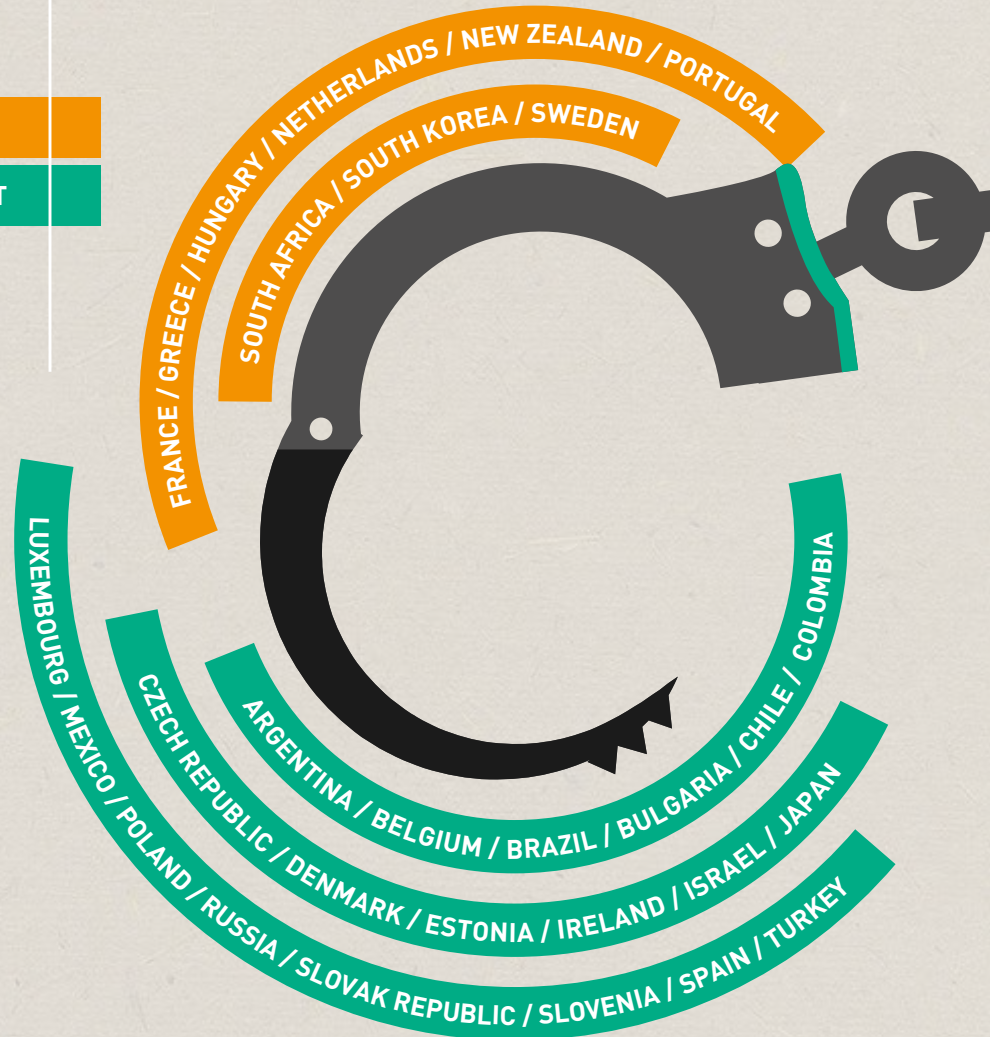 FRANCE / GREECE / HUNGARY / NETHERLANDS / NEW ZEALAND / PORTUGAL
SOUTH AFRICA / SOUTH KOREA / SWEDEN
ARGENTINA / BELGIUM / BRAZIL / BULGARIA / CHILE / COLOMBIA
CZECH REPUBLIC / DENMARK / ESTONIA / IRELAND / ISRAEL / JAPAN
LUXEMBOURG / MEXICO / POLAND / RUSSIA / SLOVAK REPUBLIC / SLOVENIA / SPAIN / TURKEY